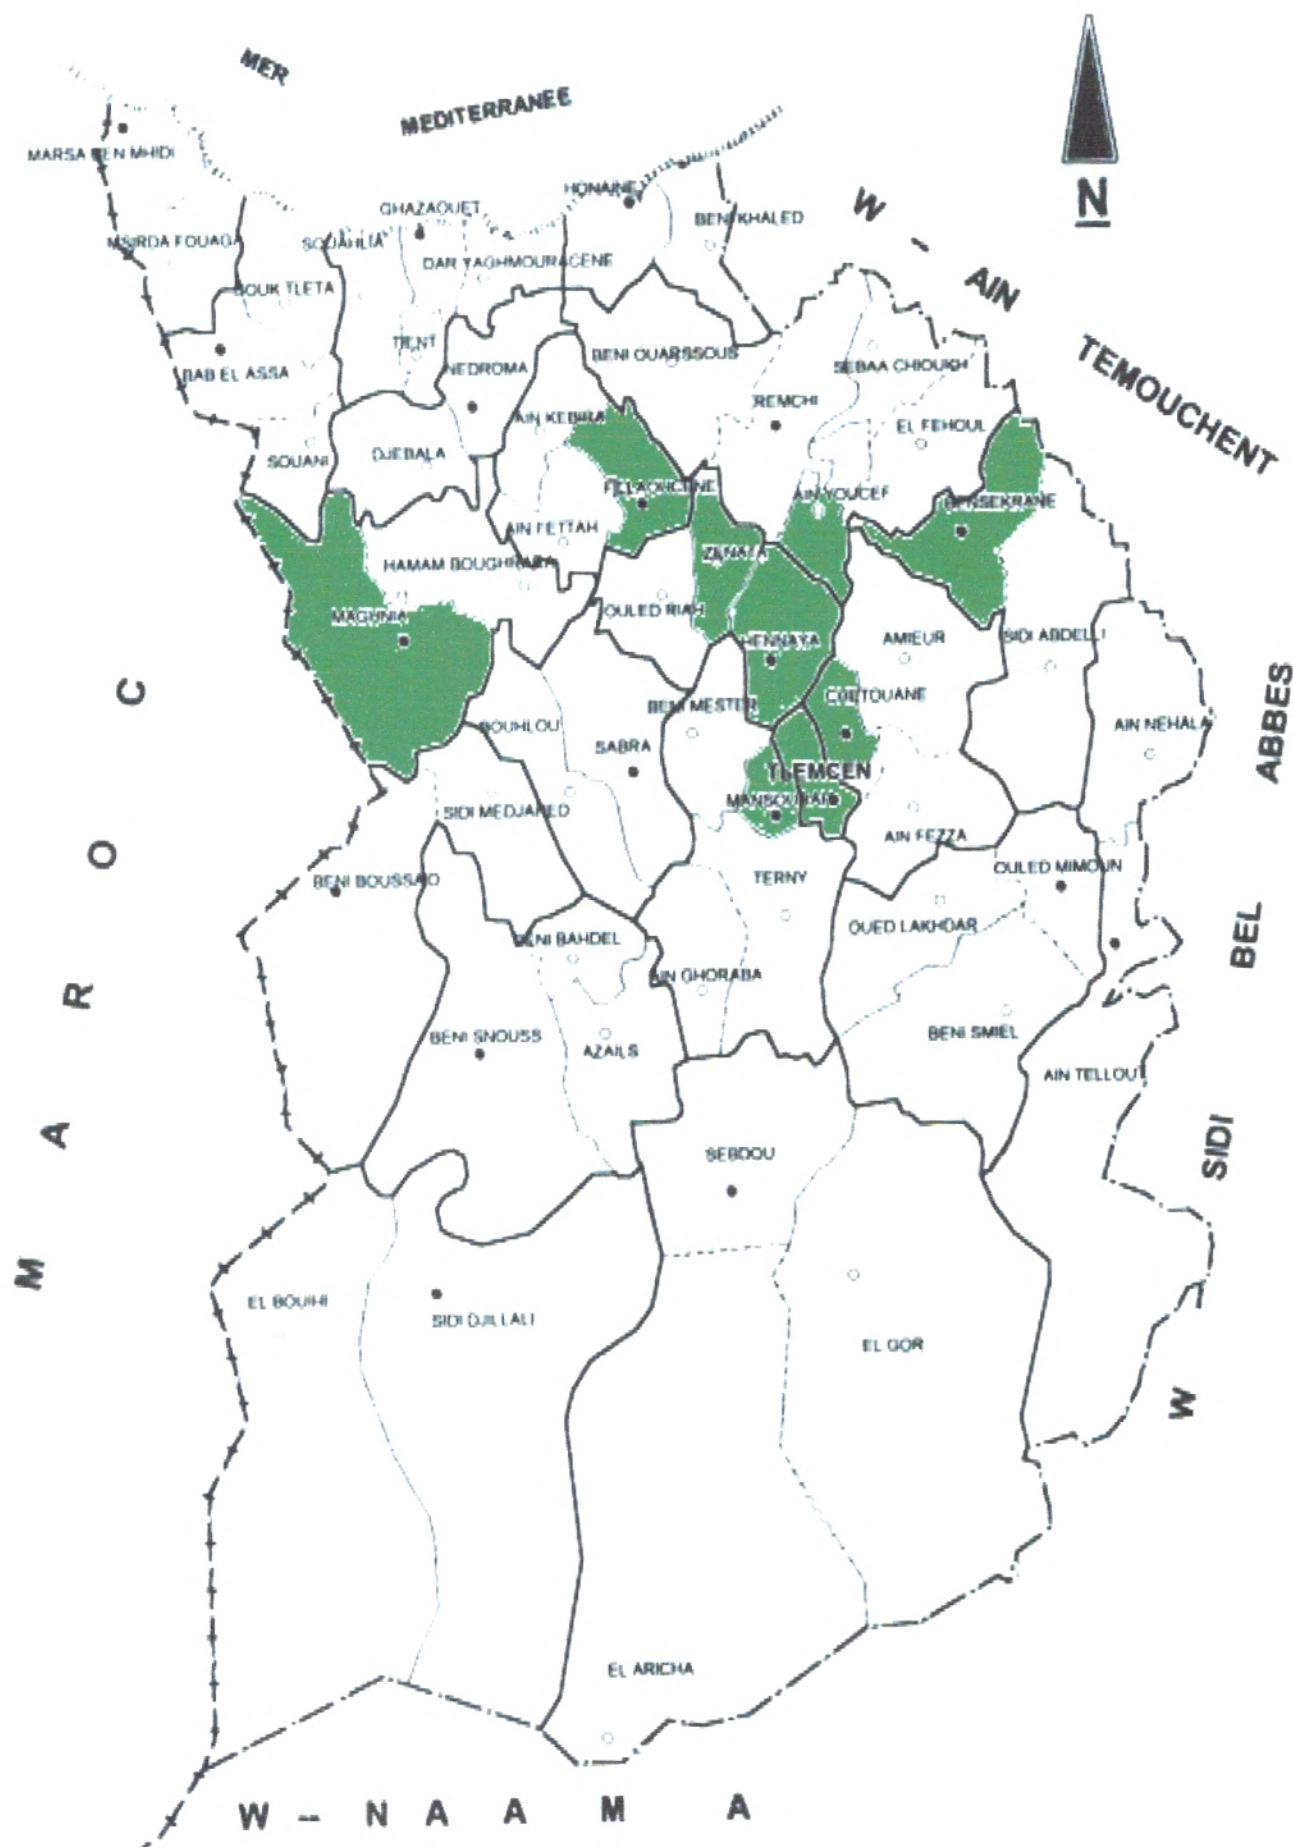 MER
MEDITERRANEE
N
MARSA BEN MHIDI
HONAINE
GHAZAOUET
BENI KHALED
W - AIN TEMOUCHENT
MSIRDA FOUAGA
SOUAHLIA
DAR YAGHMOURACENE
SOUK TLETA
TIENT
NEDROMA
BENI OUARSSOUS
SEBAA CHIOUKH
BAB EL ASSA
REMCHI
AIN KEBIRA
EL FEHOUL
SOUANI
DJEBALA
FELAOUCENE
AIN YOUCEF
BENSEKRANE
AIN FETTAH
ZENATA
HAMAM BOUGHRARA
MAGHNIA
OULED RIAH
HENNAYA
AMIEUR
SIDI ABDELLI
CHETOUANE
BENI MESTER
BOUHLOU
SABRA
AIN NEHALA
TLEMCEN
MANSOURAH
SIDI MEDJAHED
AIN FEZZA
OULED MIMOUN
BENI BOUSSAID
TERNY
OUED LAKHDAR
BENI BAHDEL
AIN GHORABA
BENI SNOUSS
AZAILS
BENI SMIEL
AIN TELLOU
SEBDOU
EL BOUIHI
SIDI DJILLALI
EL GOR
EL ARICHA
MAROC
W SIDI BEL ABBES
W -- NAAMA